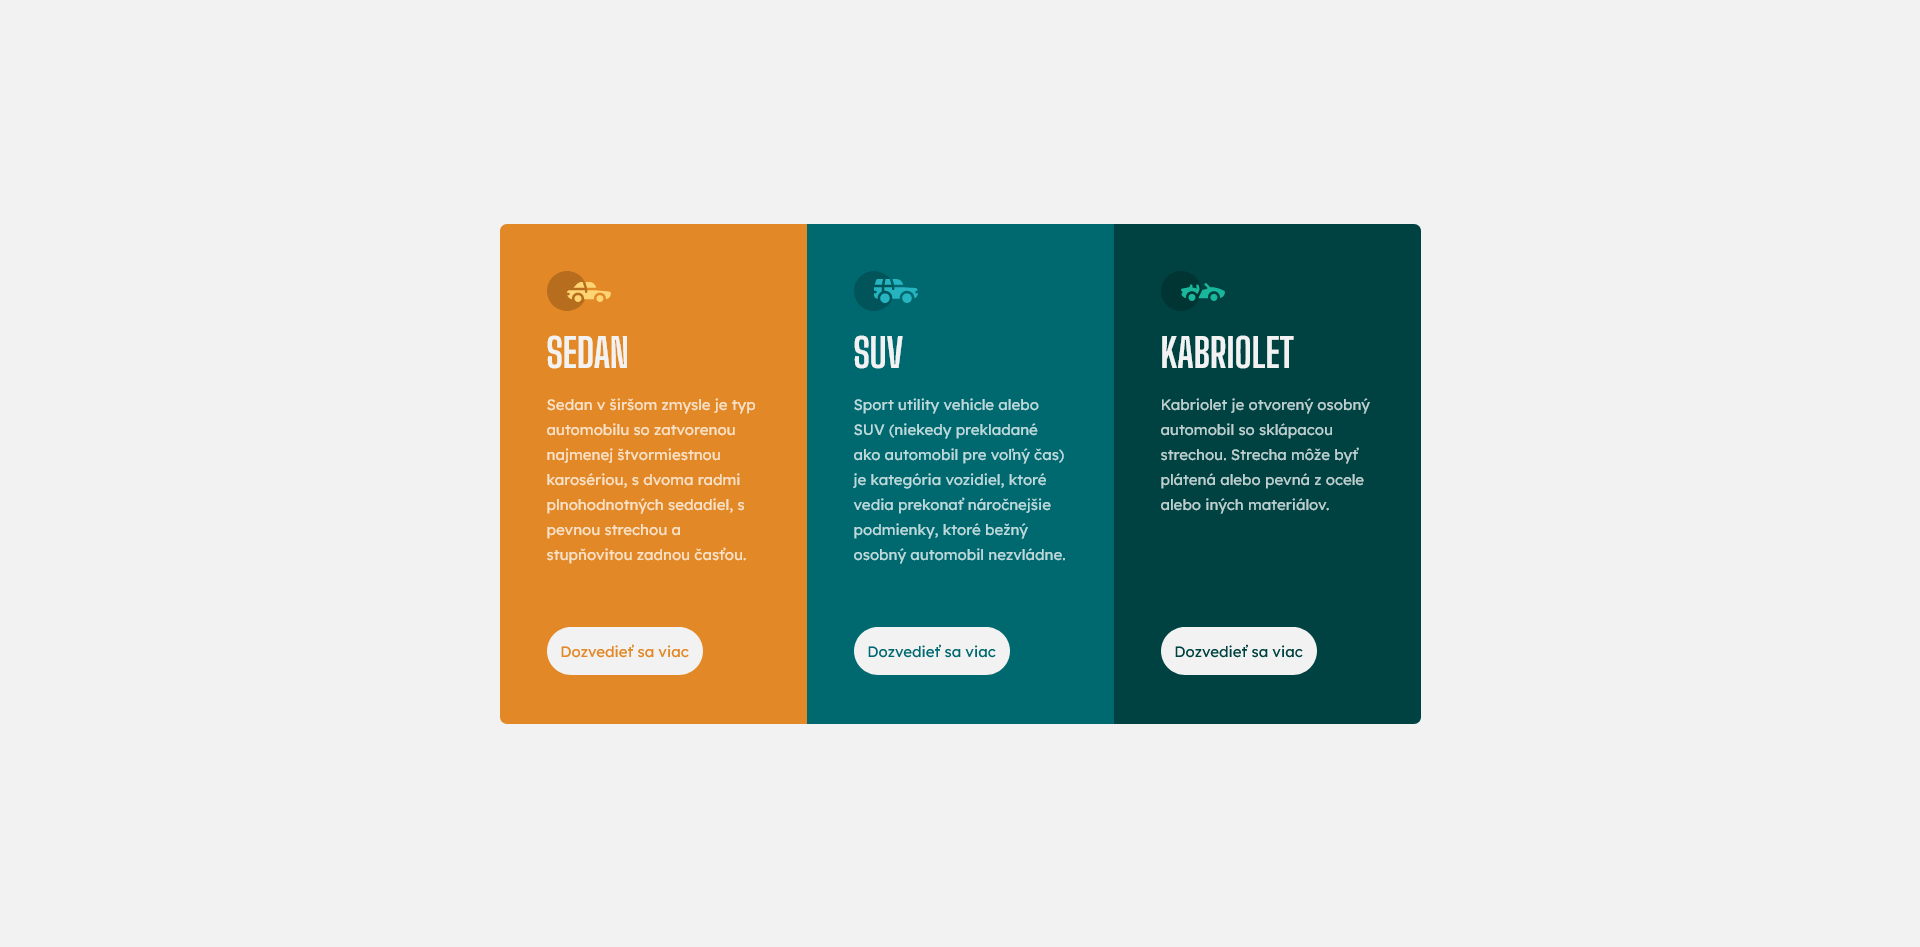 SEDAN
Sedan v širšom zmysle je typ
automobilu so zatvorenou
najmenej štvormiestnou
karosériou, s dvoma radmi
plnohodnotných sedadiel, s
pevnou strechou a
stupňovitou zadnou časťou.
Dozvedieť sa viac
SUV
Sport utility vehicle alebo
SUV (niekedy prekladané
ako automobil pre voľný čas)
je kategória vozidiel, ktoré
vedia prekonať náročnejšie
podmienky, ktoré bežný
osobný automobil nezvládne.
Dozvedieť sa viac
KABRIOLET
Kabriolet je otvorený osobný
automobil so sklápacou
strechou. Strecha môže byť
plátená alebo pevná z ocele
alebo iných materiálov.
Dozvedieť sa viac